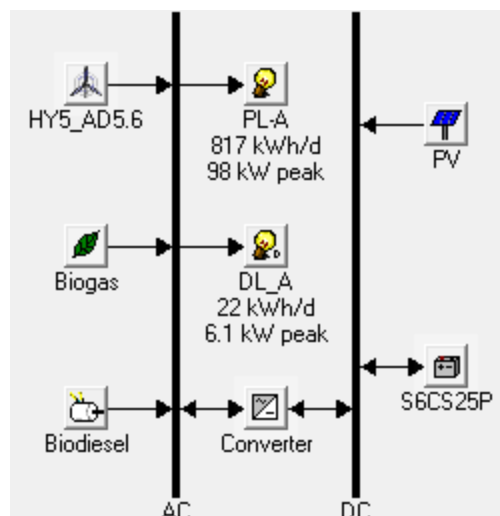 HY5_AD5.6
PL-A
817 kWh/d
98 kW peak
PV
Biogas
DL_A
22 kWh/d
6.1 kW peak
S6CS25P
Biodiesel
Converter
AC
DC